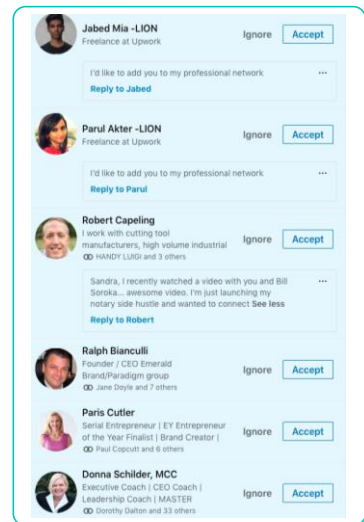 Jabed Mia -LION
Freelance at Upwork
Ignore
Accept
I'd like to add you to my professional network
...
Reply to Jabed
Parul Akter -LION
Freelance at Upwork
Ignore
Accept
I'd like to add you to my professional network
...
Reply to Parul
Robert Capeling
I work with cutting tool
manufacturers, high volume industrial
HANDY LUIGI and 3 others
Ignore
Accept
Sandra, I recently watched a video with you and Bill
Soroka... awesome video. I'm just launching my
notary side hustle and wanted to connect See less
...
Reply to Robert
Ralph Bianculli
Founder / CEO Emerald
Brand/Paradigm group
Jane Doyle and 7 others
Ignore
Accept
Paris Cutler
Serial Entrepreneur | EY Entrepreneur
of the Year Finalist | Brand Creator |
Paul Copcutt and 6 others
Ignore
Accept
Donna Schilder, MCC
Executive Coach | CEO Coach |
Leadership Coach | MASTER
Dorothy Dalton and 33 others
Ignore
Accept